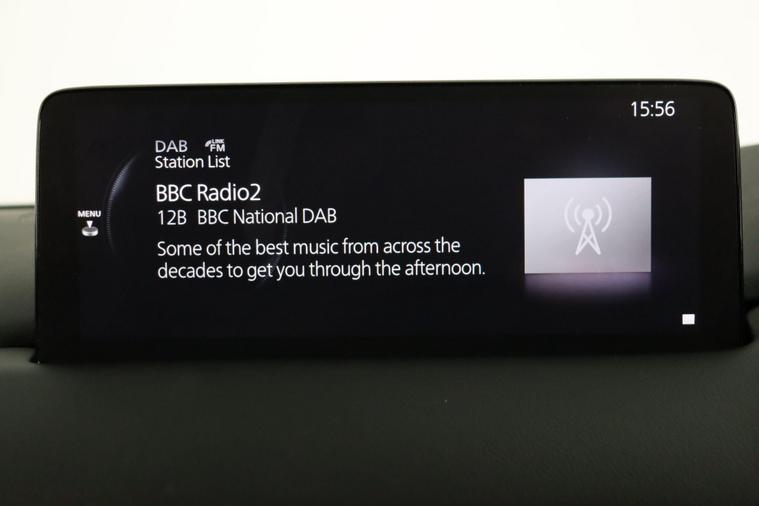 15:56
DAB LINK FM
Station List
BBC Radio2
12B BBC National DAB
MENU
Some of the best music from across the
decades to get you through the afternoon.